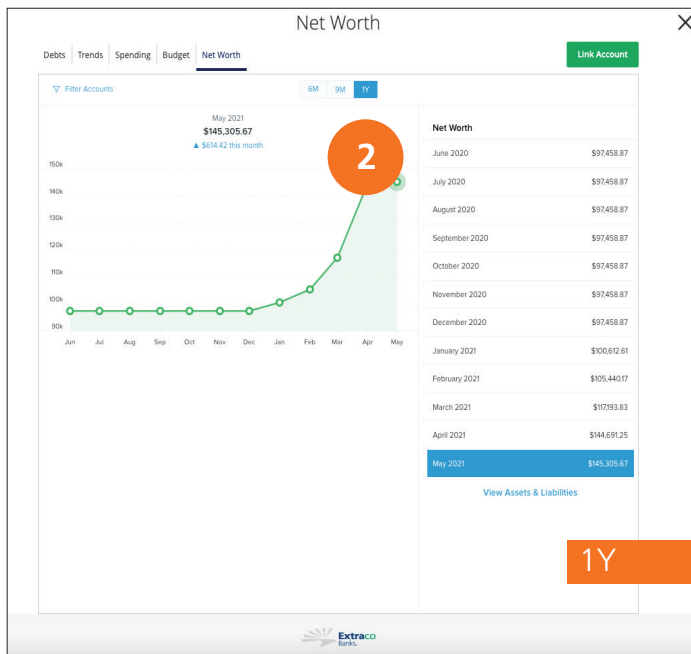 Net Worth
Debts Trends Spending Budget Net Worth
Link Account
Filter Accounts
6M 9M 1Y
May 2021
$145,305.67
▲ $614.42 this month
2
150k
140k
130k
120k
110k
100k
90k
Jun Jul Aug Sep Oct Nov Dec Jan Feb Mar Apr May
Net Worth
June 2020 $97,458.87
July 2020 $97,458.87
August 2020 $97,458.87
September 2020 $97,458.87
October 2020 $97,458.87
November 2020 $97,458.87
December 2020 $97,458.87
January 2021 $100,612.61
February 2021 $105,440.17
March 2021 $117,193.83
April 2021 $144,691.25
May 2021 $145,305.67
View Assets & Liabilities
1Y
Extraco
Banks.